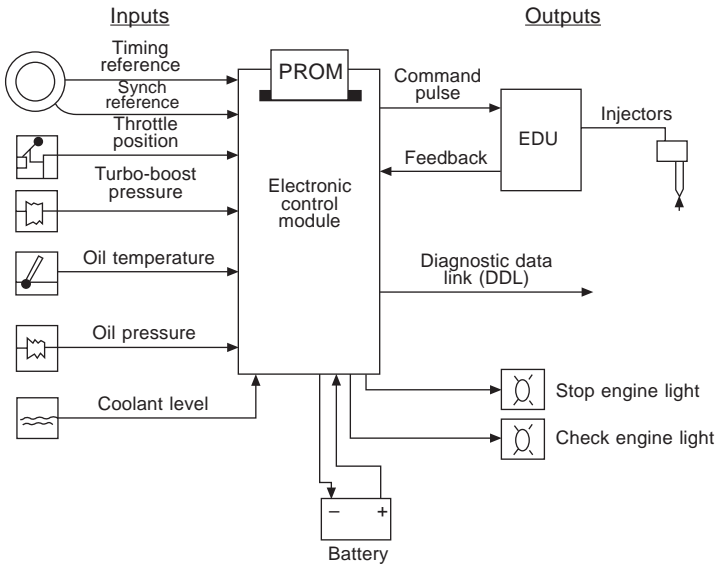 Inputs
Outputs
Timing
reference
Synch
reference
Throttle
position
Turbo-boost
pressure
Oil temperature
Oil pressure
Coolant level
PROM
Electronic
control
module
Command
pulse
Feedback
EDU
Injectors
Diagnostic data
link (DDL)
Stop engine light
Check engine light
– +
Battery